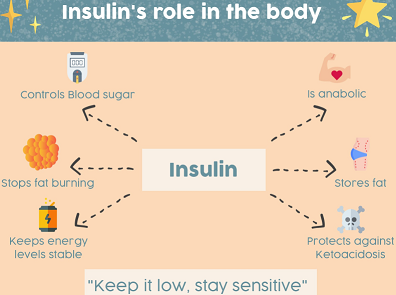 Insulin's role in the body
Controls Blood sugar
Is anabolic
Insulin
Stops fat burning
Stores fat
Keeps energy
levels stable
Protects against
Ketoacidosis
"Keep it low, stay sensitive"